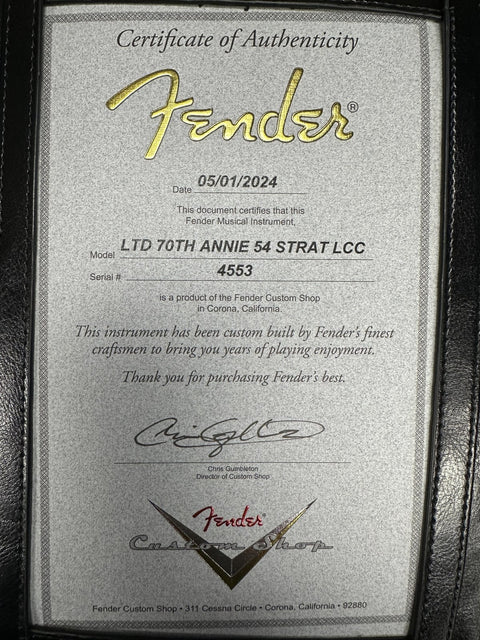 Certificate of Authenticity
Fender®
Date 05/01/2024
This document certifies that this
Fender Musical Instrument,
Model LTD 70TH ANNIE 54 STRAT LCC
Serial # 4553
is a product of the Fender Custom Shop
in Corona, California.
This instrument has been custom built by Fender's finest
craftsmen to bring you years of playing enjoyment.
Thank you for purchasing Fender's best.
Chris Gumbleton
Director of Custom Shop
Fender
Custom Shop
Fender Custom Shop • 311 Cessna Circle • Corona, California • 92880